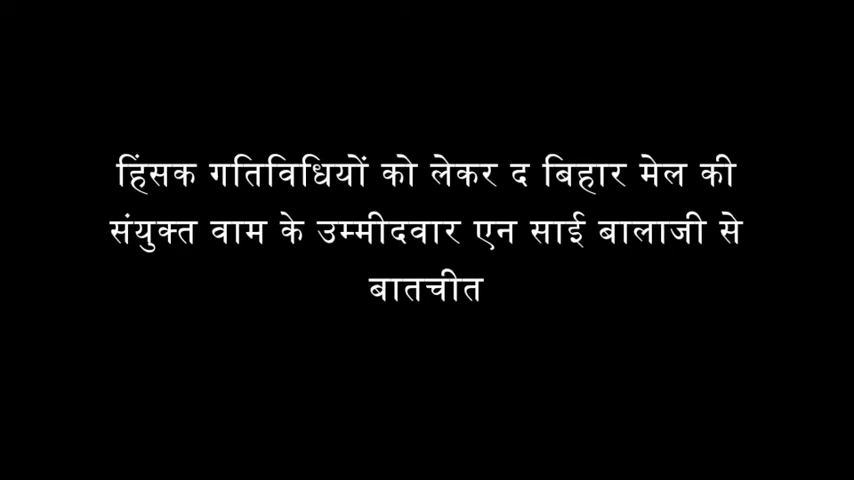 हिंसक गतिविधियों को लेकर द बिहार मेल की
संयुक्त वाम के उम्मीदवार एन साई बालाजी से
बातचीत